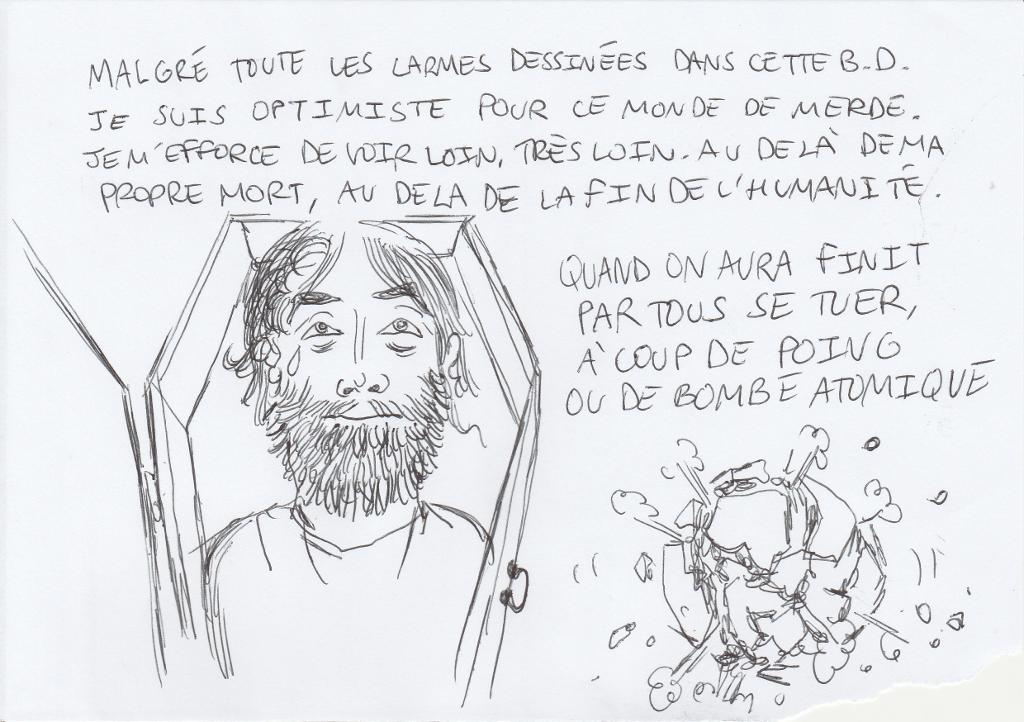 MALGRÉ TOUTE LES LARMES DESSINÉES DANS CETTE B.D.
JE SUIS OPTIMISTE POUR CE MONDE DE MERDE.
JE M'EFFORCE DE VOIR LOIN, TRÈS LOIN. AU DELÀ DE MA
PROPRE MORT, AU DELA DE LA FIN DE L'HUMANITÉ.
QUAND ON AURA FINIT
PAR TOUS SE TUER,
À COUP DE POING
OU DE BOMBE ATOMIQUE